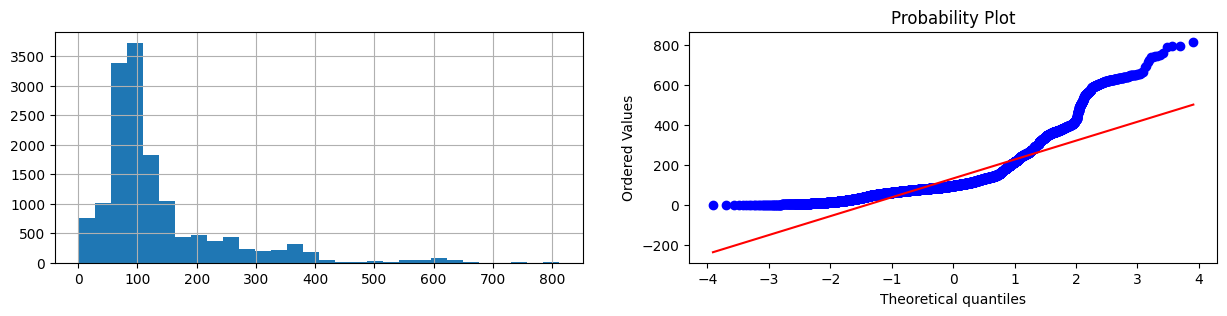 3500
3000
2500
2000
1500
1000
500
0
0 100 200 300 400 500 600 700 800
Probability Plot
Ordered Values
800
600
400
200
0
−200
−4 −3 −2 −1 0 1 2 3 4
Theoretical quantiles